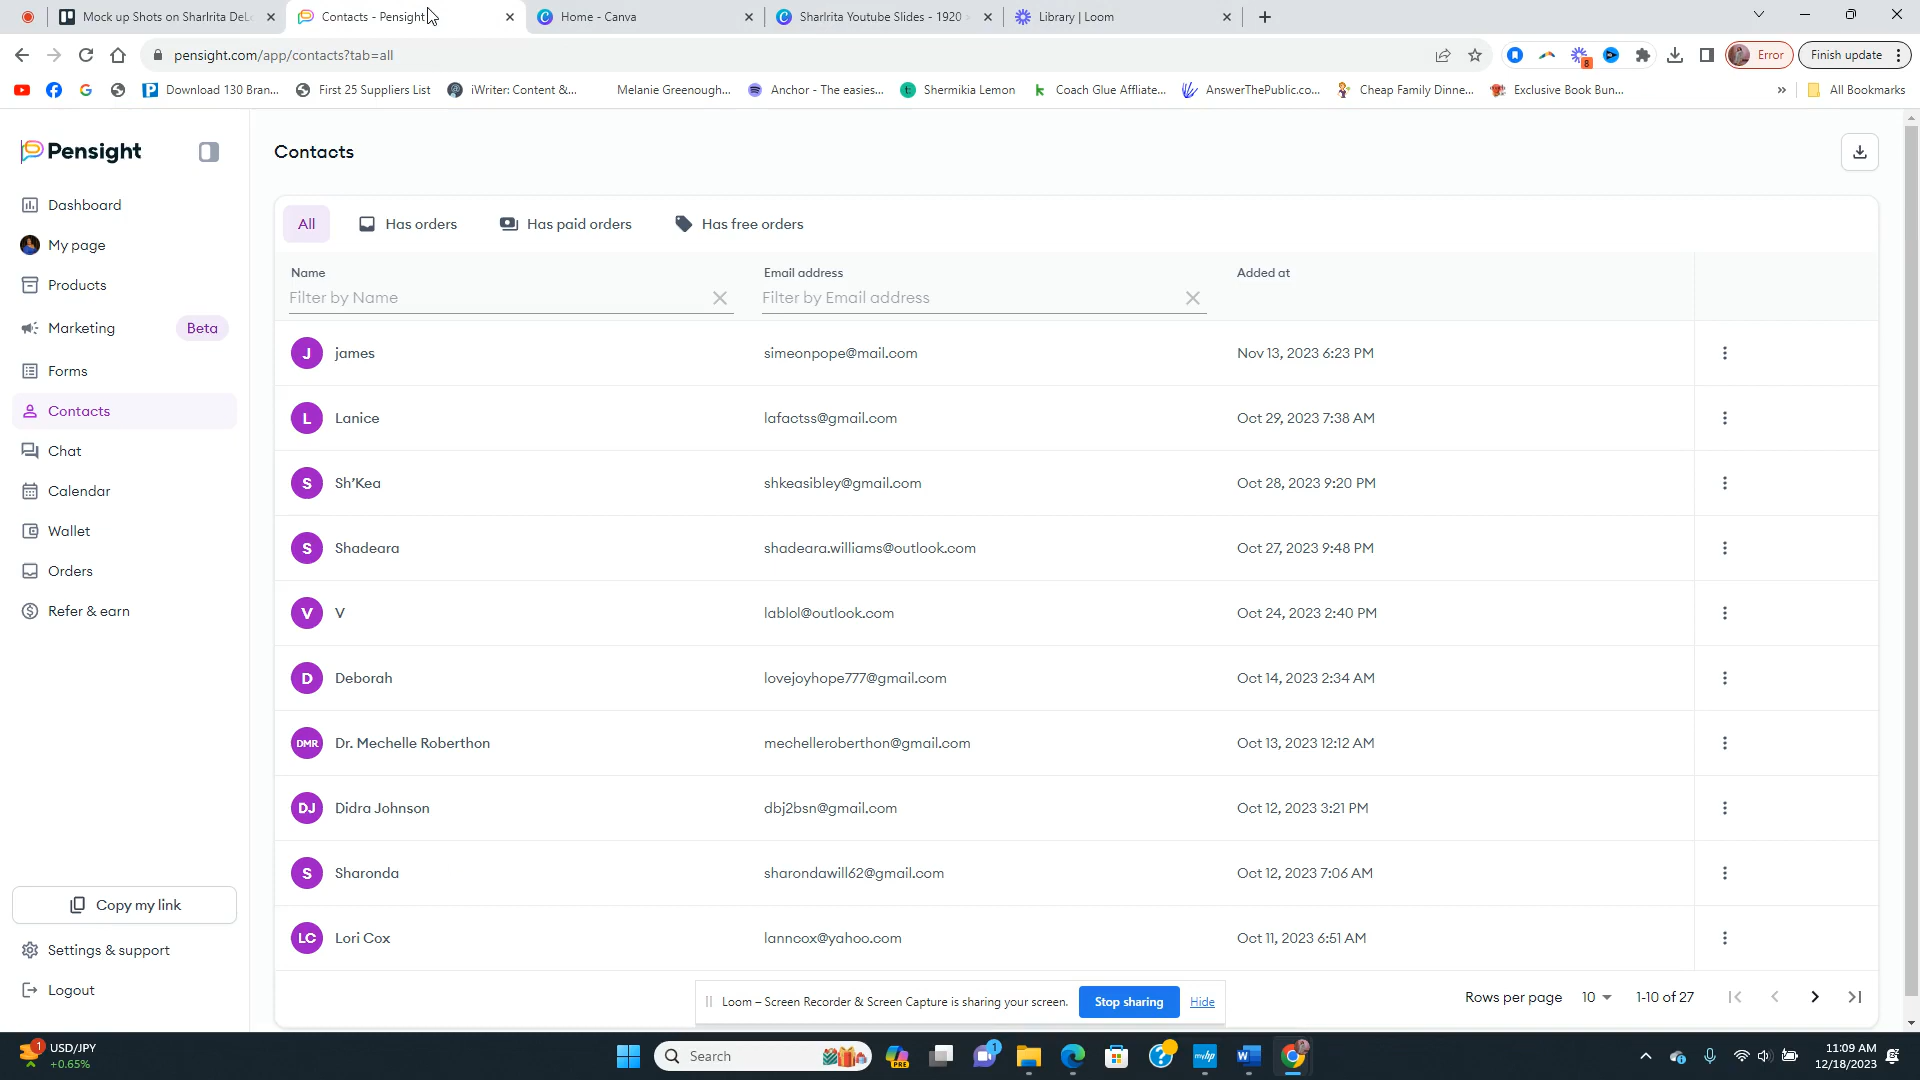 Mock up Shots on Sharlrita DeL
Contacts - Pensight
Home - Canva
Sharlrita Youtube Slides - 1920
Library | Loom
pensight.com/app/contacts?tab=all
8
Error
Finish update
Download 130 Bran...
First 25 Suppliers List
iWriter: Content &...
Melanie Greenough...
Anchor - The easies...
Shermikia Lemon
Coach Glue Affiliate...
AnswerThePublic.co...
Cheap Family Dinne...
Exclusive Book Bun...
»
All Bookmarks
Pensight
Dashboard
My page
Products
Marketing
Beta
Forms
Contacts
Chat
Calendar
Wallet
Orders
Refer & earn
Copy my link
Settings & support
Logout
Contacts
All
Has orders
Has paid orders
Has free orders
Name
Email address
Added at
Filter by Name
Filter by Email address
J james simeonpope@mail.com Nov 13, 2023 6:23 PM
L Lanice lafactss@gmail.com Oct 29, 2023 7:38 AM
S Sh’Kea shkeasibley@gmail.com Oct 28, 2023 9:20 PM
S Shadeara shadeara.williams@outlook.com Oct 27, 2023 9:48 PM
V V lablol@outlook.com Oct 24, 2023 2:40 PM
D Deborah lovejoyhope777@gmail.com Oct 14, 2023 2:34 AM
DMR Dr. Mechelle Roberthon mechelleroberthon@gmail.com Oct 13, 2023 12:12 AM
DJ Didra Johnson dbj2bsn@gmail.com Oct 12, 2023 3:21 PM
S Sharonda sharondawill62@gmail.com Oct 12, 2023 7:06 AM
LC Lori Cox lanncox@yahoo.com Oct 11, 2023 6:51 AM
Loom – Screen Recorder & Screen Capture is sharing your screen.
Stop sharing
Hide
Rows per page 10 1-10 of 27
1
USD/JPY
+0.65%
Search
PRE
1
myhp
11:09 AM
12/18/2023